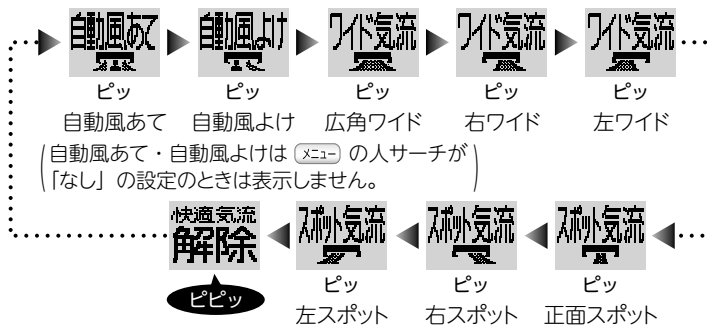 自動風あて 自動風よけ ワイド気流 ワイド気流 ワイド気流
ピッ ピッ ピッ ピッ ピッ
自動風あて 自動風よけ 広角ワイド 右ワイド 左ワイド
(自動風あて・自動風よけは メニュー の人サーチが
「なし」の設定のときは表示しません。)
快適気流 解除 スポット気流 スポット気流 スポット気流
ピピッ ピッ ピッ ピッ
左スポット 右スポット 正面スポット